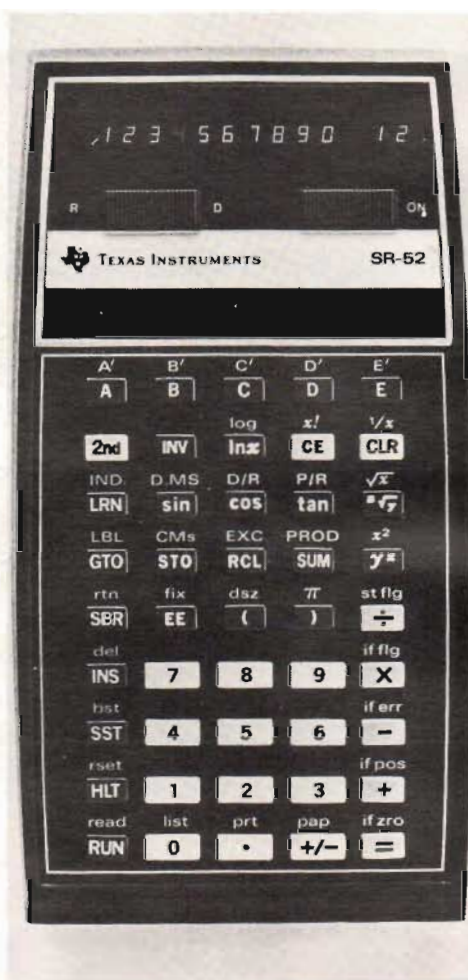 .123 567890 12.
R D ON
TEXAS INSTRUMENTS SR-52
A' B' C' D' E'
A B C D E
log x! 1/x
2nd INV lnx CE CLR
IND D.MS D/R P/R √x
LRN sin cos tan ˣ√y
LBL CMs EXC PROD x²
GTO STO RCL SUM yˣ
rtn fix dsz π st flg
SBR EE ( ) ÷
del if flg
INS 7 8 9 X
bst if err
SST 4 5 6 −
rset if pos
HLT 1 2 3 +
read list prt pap if zro
RUN 0 . +/− =